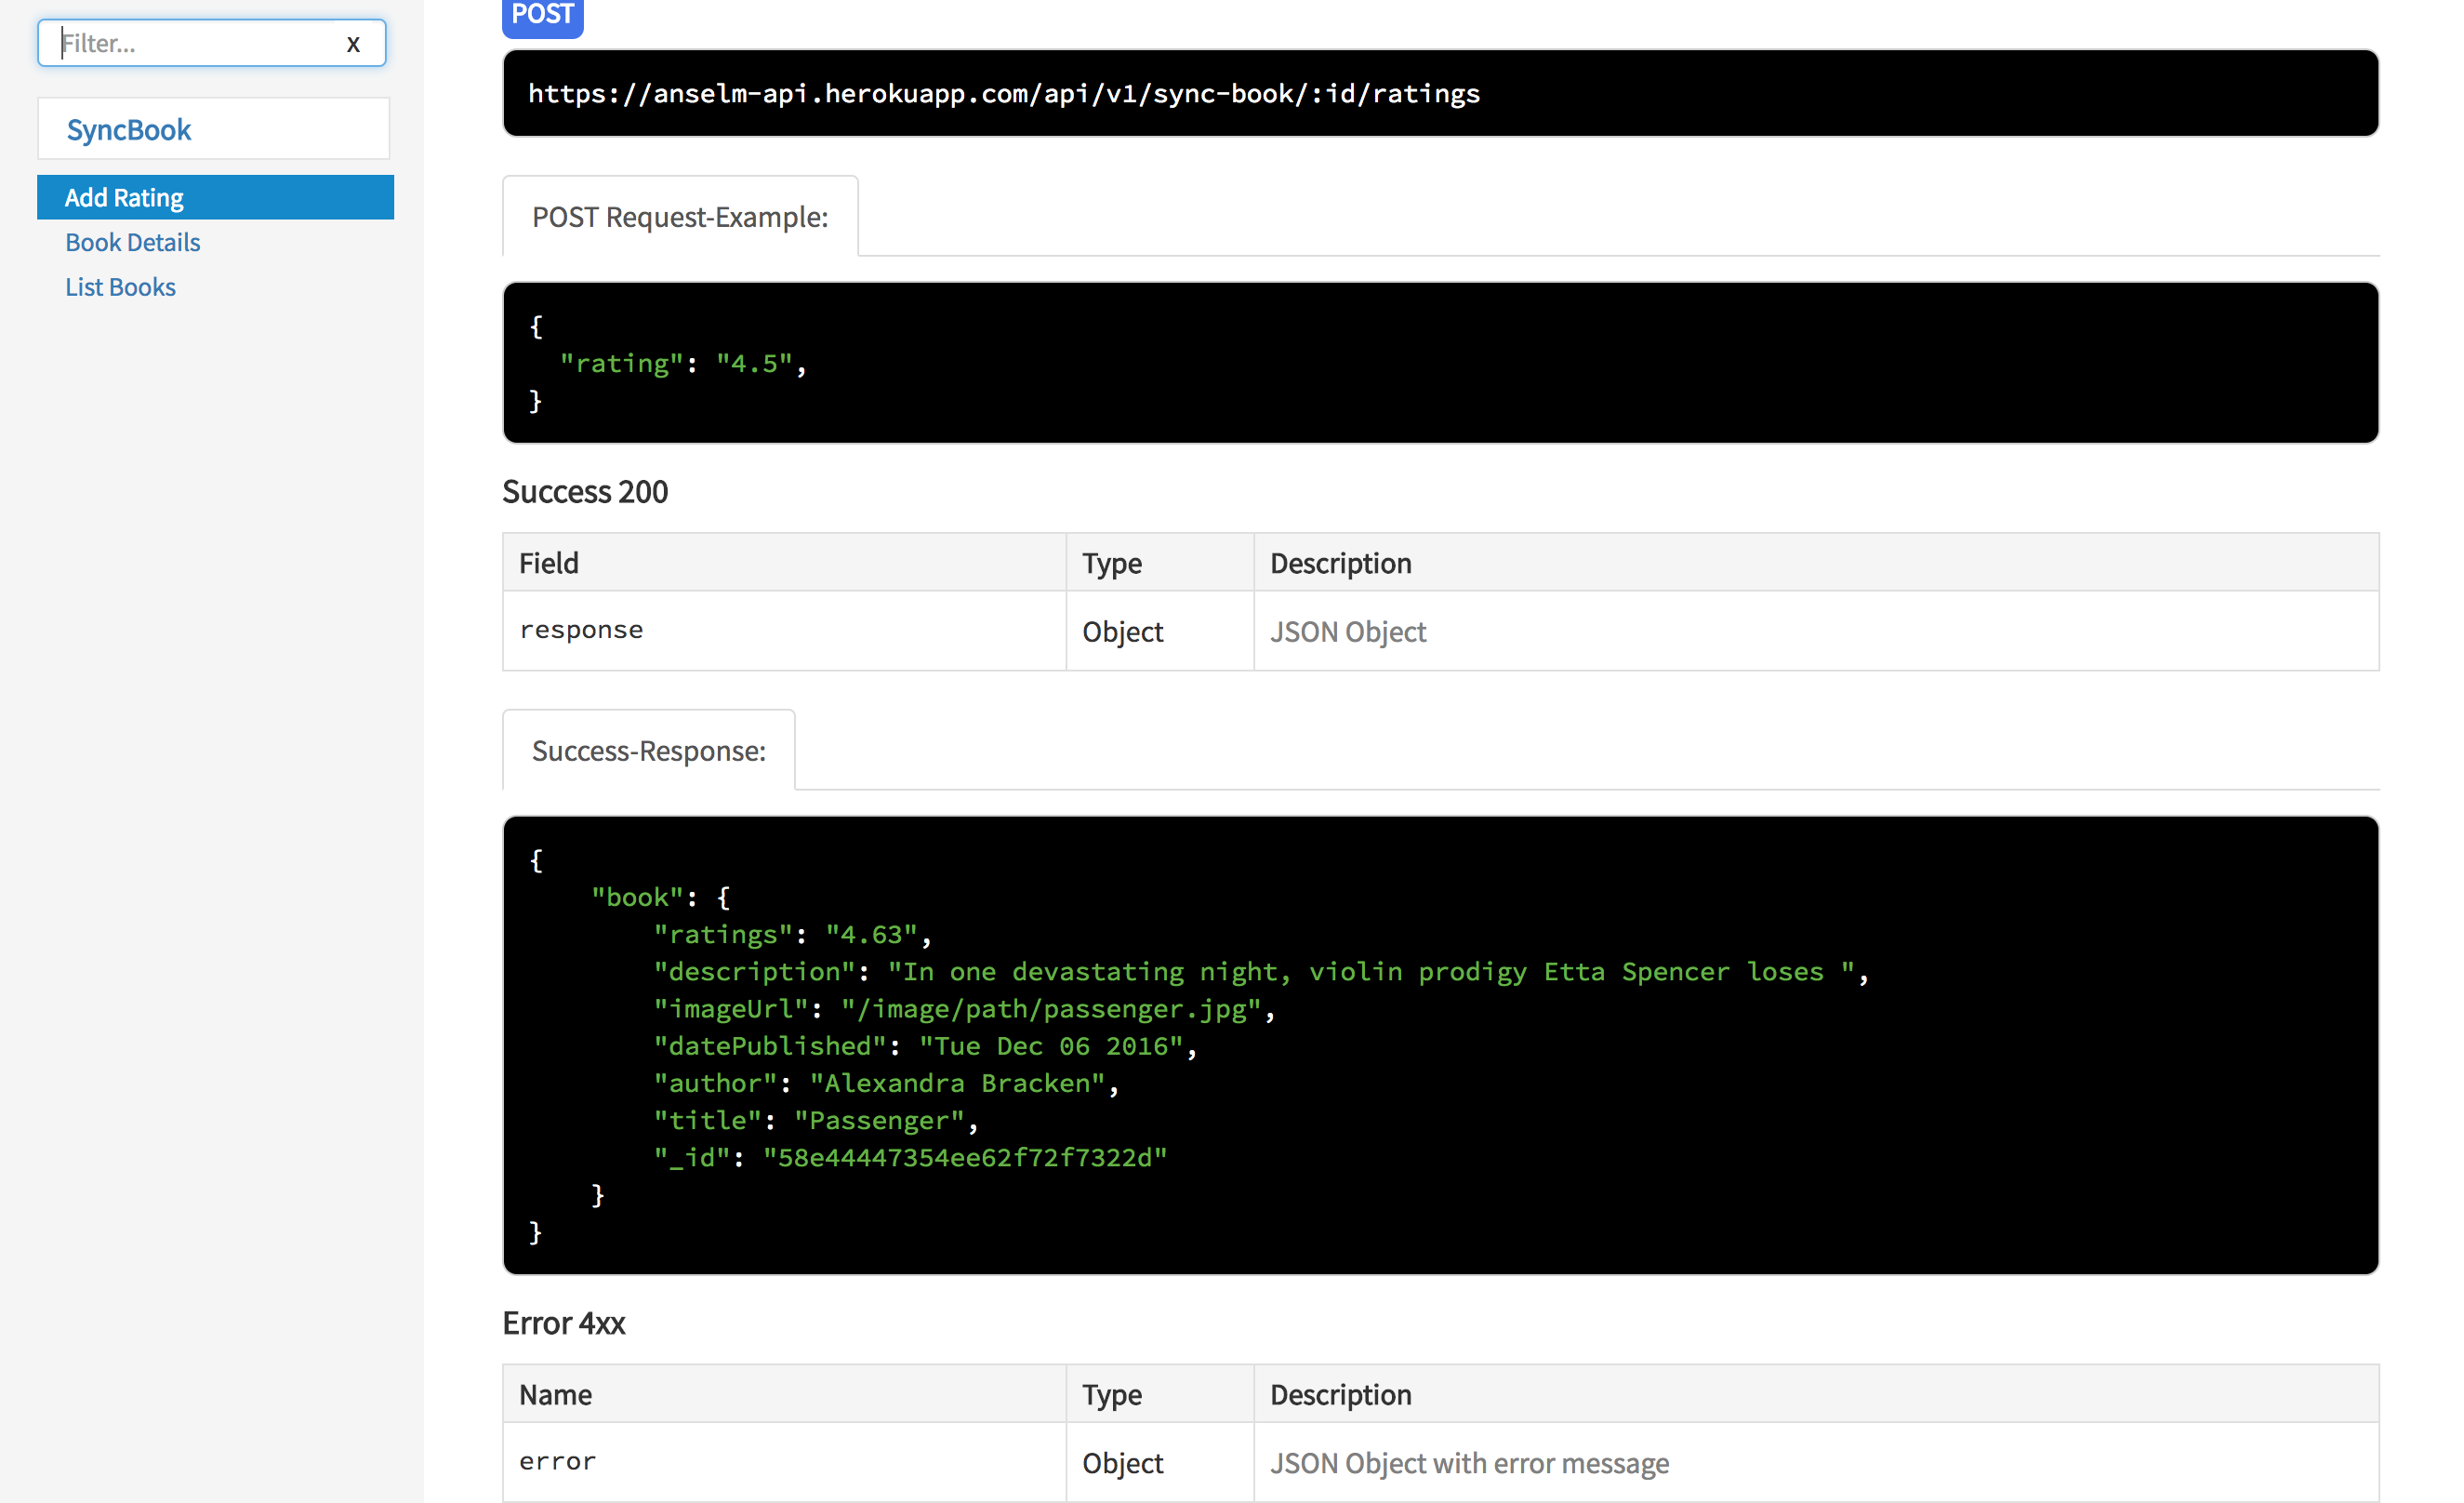 Filter...
x
SyncBook
Add Rating
Book Details
List Books
POST
https://anselm-api.herokuapp.com/api/v1/sync-book/:id/ratings
POST Request-Example:
{
  "rating": "4.5",
}
Success 200
Field Type Description
response Object JSON Object
Success-Response:
{
    "book": {
        "ratings": "4.63",
        "description": "In one devastating night, violin prodigy Etta Spencer loses ",
        "imageUrl": "/image/path/passenger.jpg",
        "datePublished": "Tue Dec 06 2016",
        "author": "Alexandra Bracken",
        "title": "Passenger",
        "_id": "58e44447354ee62f72f7322d"
    }
}
Error 4xx
Name Type Description
error Object JSON Object with error message